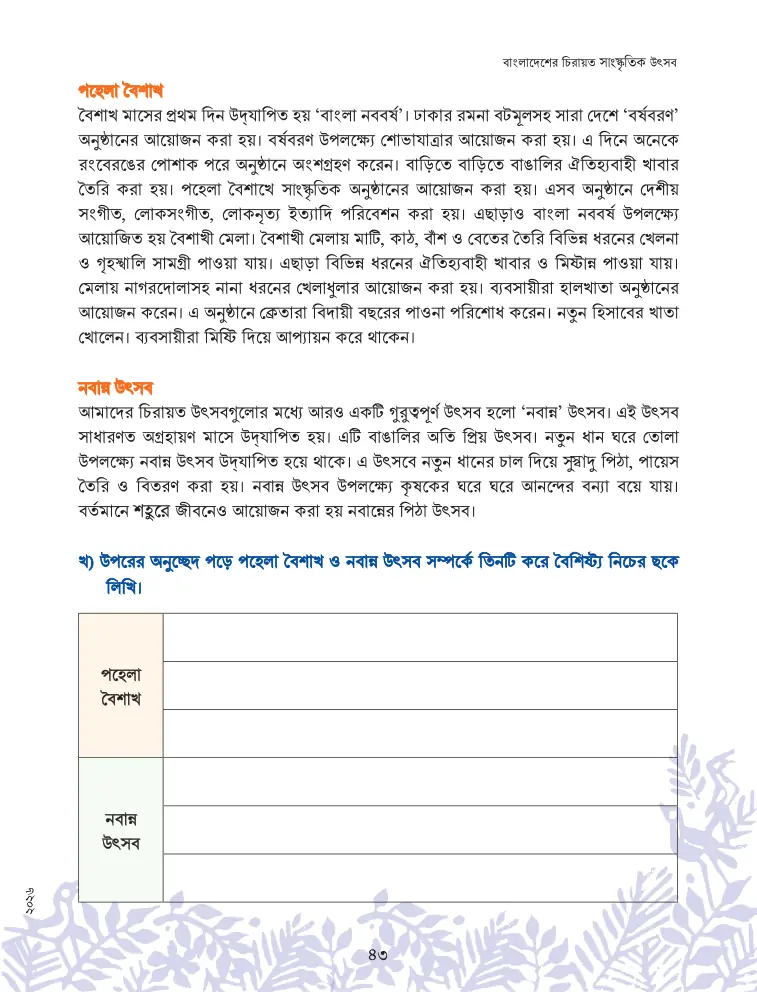 বাংলাদেশের চিরায়ত সাংস্কৃতিক উৎসব
পহেলা বৈশাখ
বৈশাখ মাসের প্রথম দিন উদ্‌যাপিত হয় ‘বাংলা নববর্ষ’। ঢাকার রমনা বটমূলসহ সারা দেশে ‘বর্ষবরণ’
অনুষ্ঠানের আয়োজন করা হয়। বর্ষবরণ উপলক্ষ্যে শোভাযাত্রার আয়োজন করা হয়। এ দিনে অনেকে
রংবেরঙের পোশাক পরে অনুষ্ঠানে অংশগ্রহণ করেন। বাড়িতে বাড়িতে বাঙালির ঐতিহ্যবাহী খাবার
তৈরি করা হয়। পহেলা বৈশাখে সাংস্কৃতিক অনুষ্ঠানের আয়োজন করা হয়। এসব অনুষ্ঠানে দেশীয়
সংগীত, লোকসংগীত, লোকনৃত্য ইত্যাদি পরিবেশন করা হয়। এছাড়াও বাংলা নববর্ষ উপলক্ষ্যে
আয়োজিত হয় বৈশাখী মেলা। বৈশাখী মেলায় মাটি, কাঠ, বাঁশ ও বেতের তৈরি বিভিন্ন ধরনের খেলনা
ও গৃহস্থালি সামগ্রী পাওয়া যায়। এছাড়া বিভিন্ন ধরনের ঐতিহ্যবাহী খাবার ও মিষ্টান্ন পাওয়া যায়।
মেলায় নাগরদোলাসহ নানা ধরনের খেলাধুলার আয়োজন করা হয়। ব্যবসায়ীরা হালখাতা অনুষ্ঠানের
আয়োজন করেন। এ অনুষ্ঠানে ক্রেতারা বিদায়ী বছরের পাওনা পরিশোধ করেন। নতুন হিসাবের খাতা
খোলেন। ব্যবসায়ীরা মিষ্টি দিয়ে আপ্যায়ন করে থাকেন।
নবান্ন উৎসব
আমাদের চিরায়ত উৎসবগুলোর মধ্যে আরও একটি গুরুত্বপূর্ণ উৎসব হলো ‘নবান্ন’ উৎসব। এই উৎসব
সাধারণত অগ্রহায়ণ মাসে উদ্‌যাপিত হয়। এটি বাঙালির অতি প্রিয় উৎসব। নতুন ধান ঘরে তোলা
উপলক্ষ্যে নবান্ন উৎসব উদ্‌যাপিত হয়ে থাকে। এ উৎসবে নতুন ধানের চাল দিয়ে সুস্বাদু পিঠা, পায়েস
তৈরি ও বিতরণ করা হয়। নবান্ন উৎসব উপলক্ষ্যে কৃষকের ঘরে ঘরে আনন্দের বন্যা বয়ে যায়।
বর্তমানে শহুরে জীবনেও আয়োজন করা হয় নবান্নের পিঠা উৎসব।
খ) উপরের অনুচ্ছেদ পড়ে পহেলা বৈশাখ ও নবান্ন উৎসব সম্পর্কে তিনটি করে বৈশিষ্ট্য নিচের ছকে
লিখি।
পহেলা
বৈশাখ
নবান্ন
উৎসব
২০২৬
৪৩